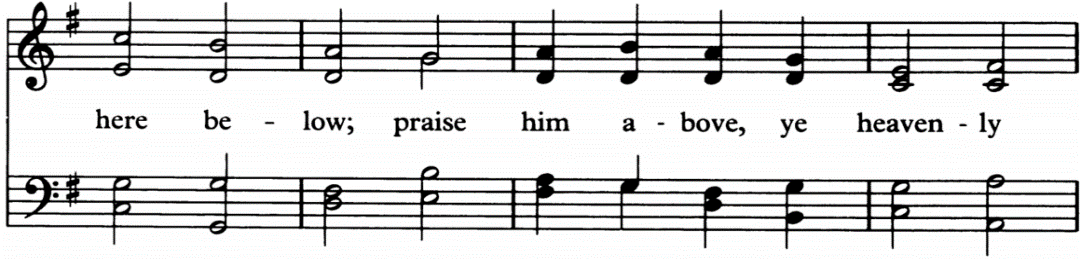 here be - low; praise him a - bove, ye heaven - ly